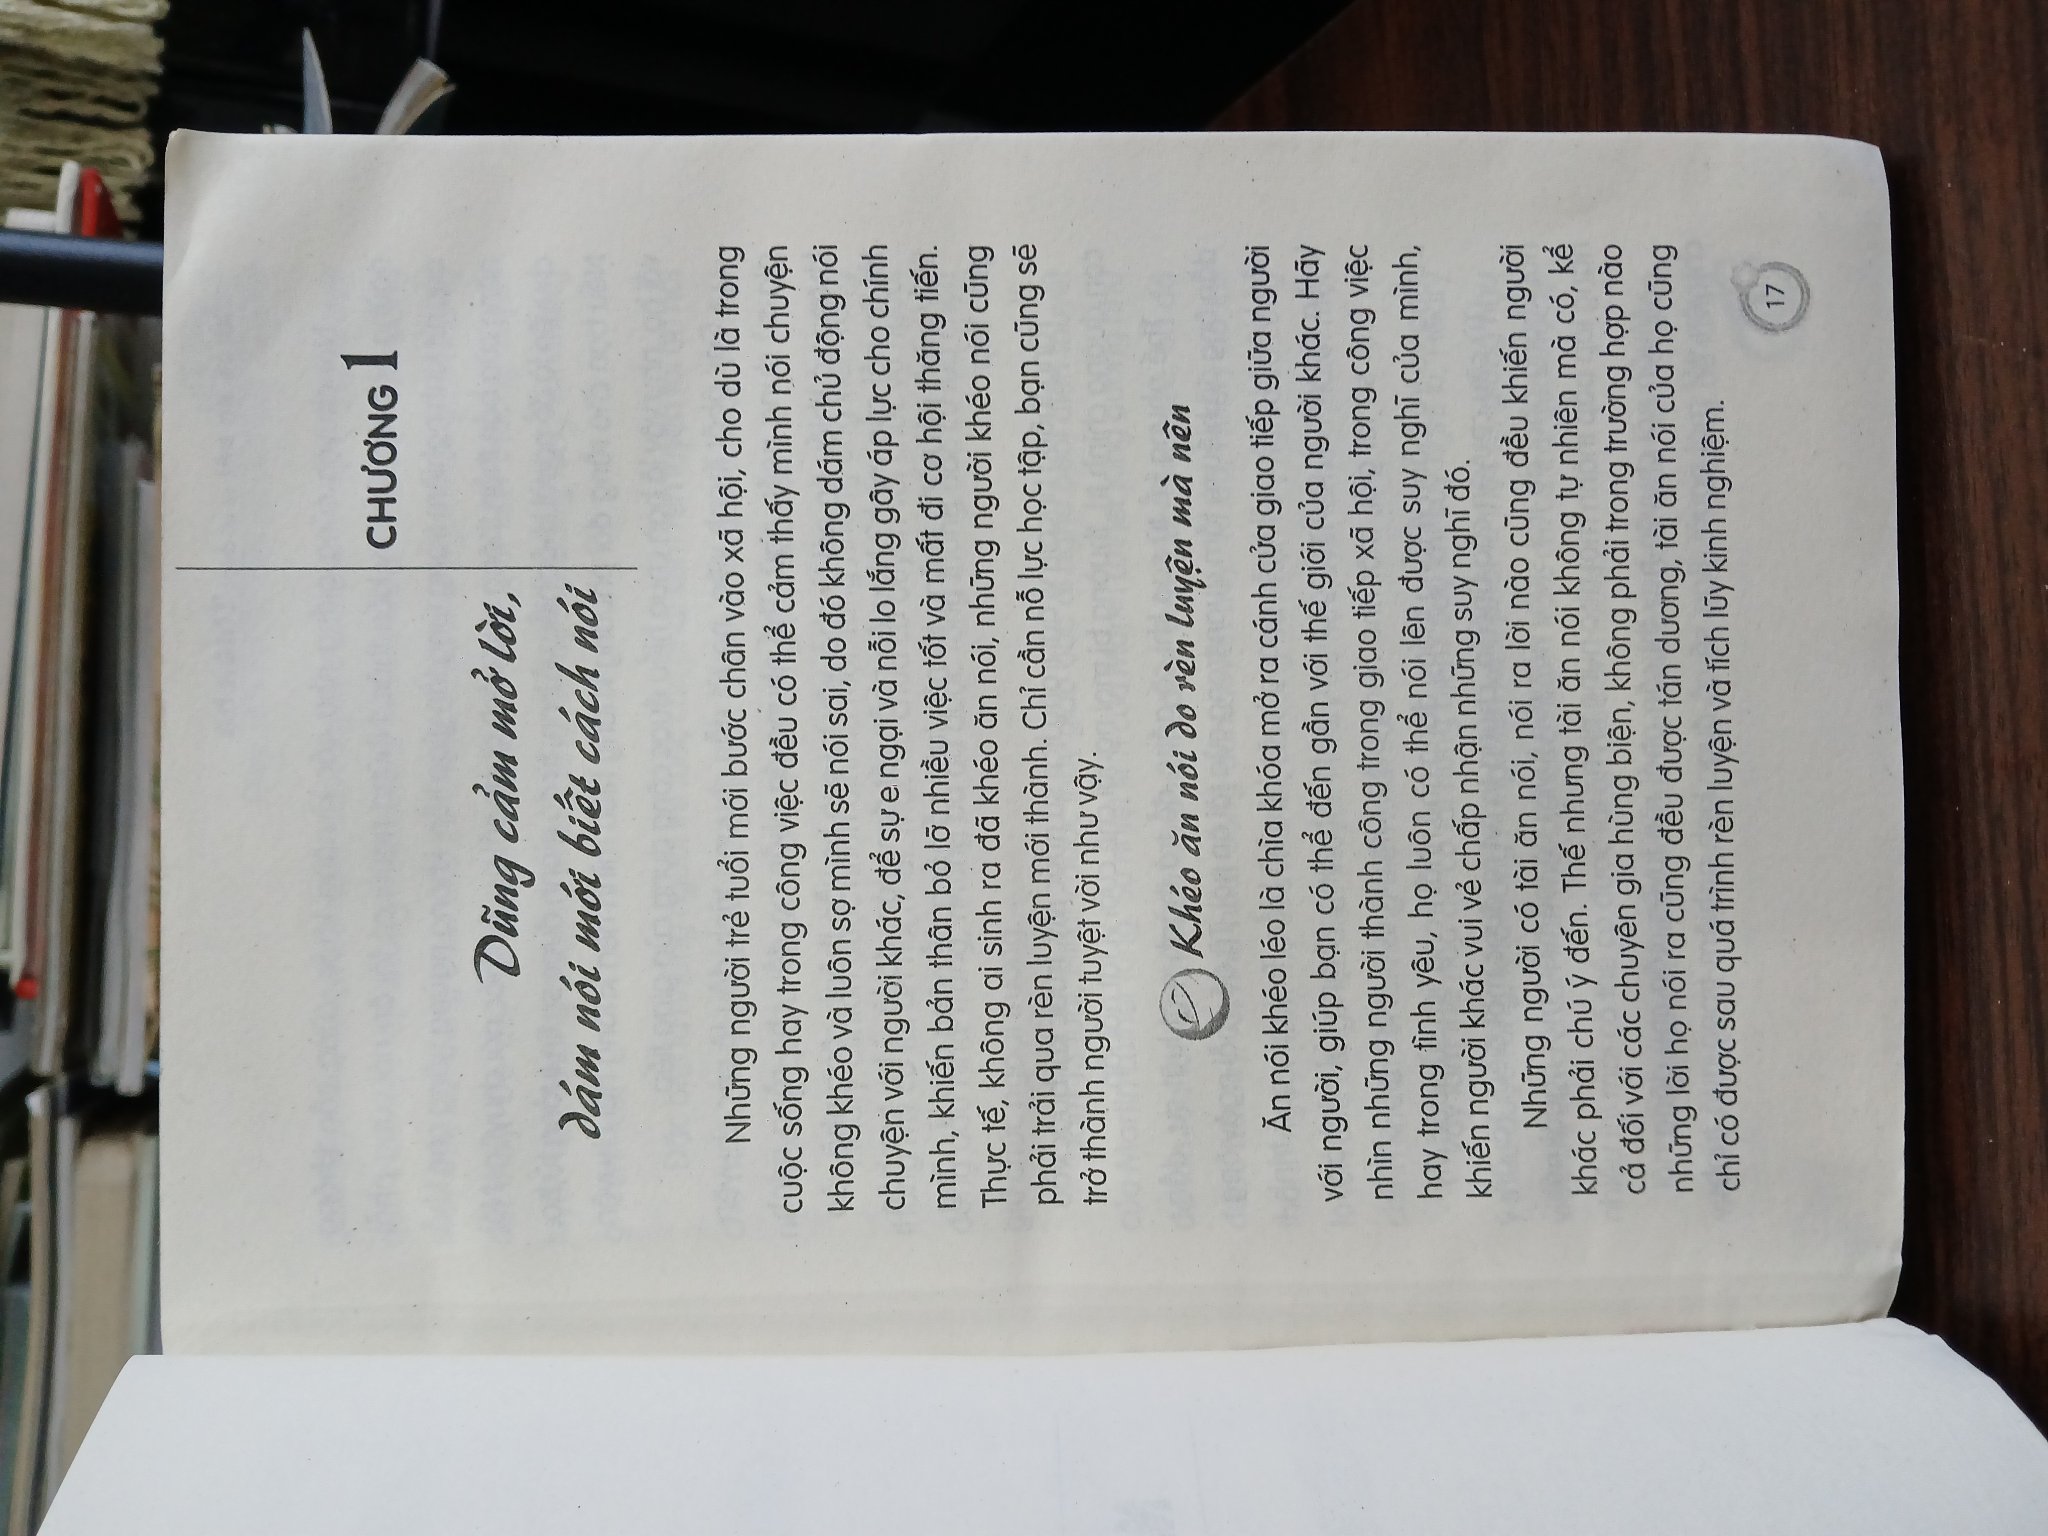 CHƯƠNG 1
Dũng cảm mở lời,
dám nói mới biết cách nói
Những người trẻ tuổi mới bước chân vào xã hội, cho dù là trong
cuộc sống hay trong công việc đều có thể cảm thấy mình nói chuyện
không khéo và luôn sợ mình sẽ nói sai, do đó không dám chủ động nói
chuyện với người khác, để sự e ngại và nỗi lo lắng gây áp lực cho chính
mình, khiến bản thân bỏ lỡ nhiều việc tốt và mất đi cơ hội thăng tiến.
Thực tế, không ai sinh ra đã khéo ăn nói, những người khéo nói cũng
phải trải qua rèn luyện mới thành. Chỉ cần nỗ lực học tập, bạn cũng sẽ
trở thành người tuyệt vời như vậy.
Khéo ăn nói do rèn luyện mà nên
Ăn nói khéo léo là chìa khóa mở ra cánh cửa giao tiếp giữa người
với người, giúp bạn có thể đến gần với thế giới của người khác. Hãy
nhìn những người thành công trong giao tiếp xã hội, trong công việc
hay trong tình yêu, họ luôn có thể nói lên được suy nghĩ của mình,
khiến người khác vui vẻ chấp nhận những suy nghĩ đó.
Những người có tài ăn nói, nói ra lời nào cũng đều khiến người
khác phải chú ý đến. Thế nhưng tài ăn nói không tự nhiên mà có, kể
cả đối với các chuyên gia hùng biện, không phải trong trường hợp nào
những lời họ nói ra cũng đều được tán dương, tài ăn nói của họ cũng
chỉ có được sau quá trình rèn luyện và tích lũy kinh nghiệm.
17